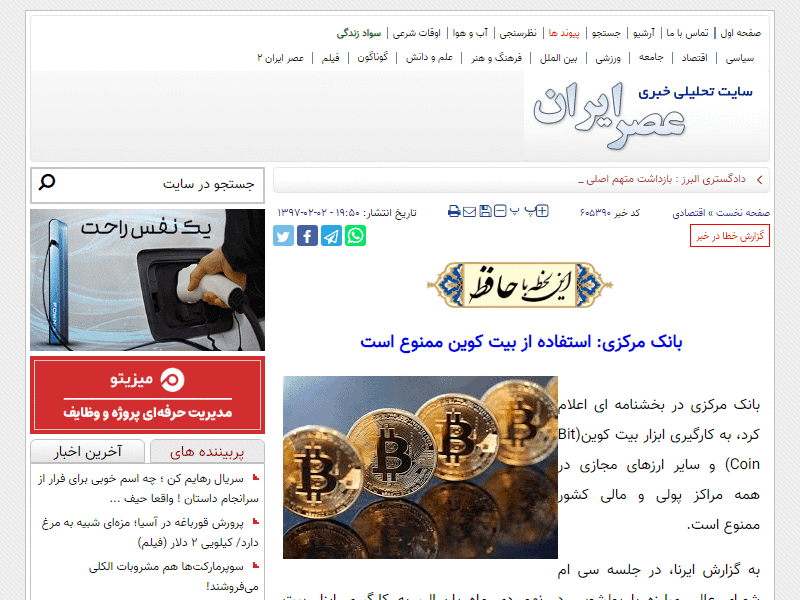 صفحه اول | تماس با ما | آرشیو | جستجو | پیوند ها | نظرسنجی | آب و هوا | اوقات شرعی | سواد زندگی
سیاسی | اقتصاد | جامعه | ورزشی | بین الملل | فرهنگ و هنر | علم و دانش | گوناگون | فیلم | عصر ایران ۲
سایت تحلیلی خبری
عصر ایران
دادگستری البرز : بازداشت متهم اصلی _
جستجو در سایت
صفحه نخست » اقتصادی
کد خبر ۶۰۵۳۹۰
پ پ
تاریخ انتشار: ۱۹:۵۰ - ۰۲-۰۲-۱۳۹۷
گزارش خطا در خبر
این لحظه با حافظ
بانک مرکزی: استفاده از بیت کوین ممنوع است
بانک مرکزی در بخشنامه ای اعلام
کرد، به کارگیری ابزار بیت کوین(Bit
Coin) و سایر ارزهای مجازی در
همه مراکز پولی و مالی کشور
ممنوع است.
به گزارش ایرنا، در جلسه سی ام
یک نفس راحت
میزیتو
مدیریت حرفه‌ای پروژه و وظایف
پربیننده های
آخرین اخبار
سریال رهایم کن ؛ چه اسم خوبی برای فرار از
سرانجام داستان ! واقعا حیف ...
پرورش قورباغه در آسیا؛ مزه‌ای شبیه به مرغ
دارد/ کیلویی ۲ دلار (فیلم)
سوپرمارکت‌ها هم مشروبات الکلی
می‌فروشند!